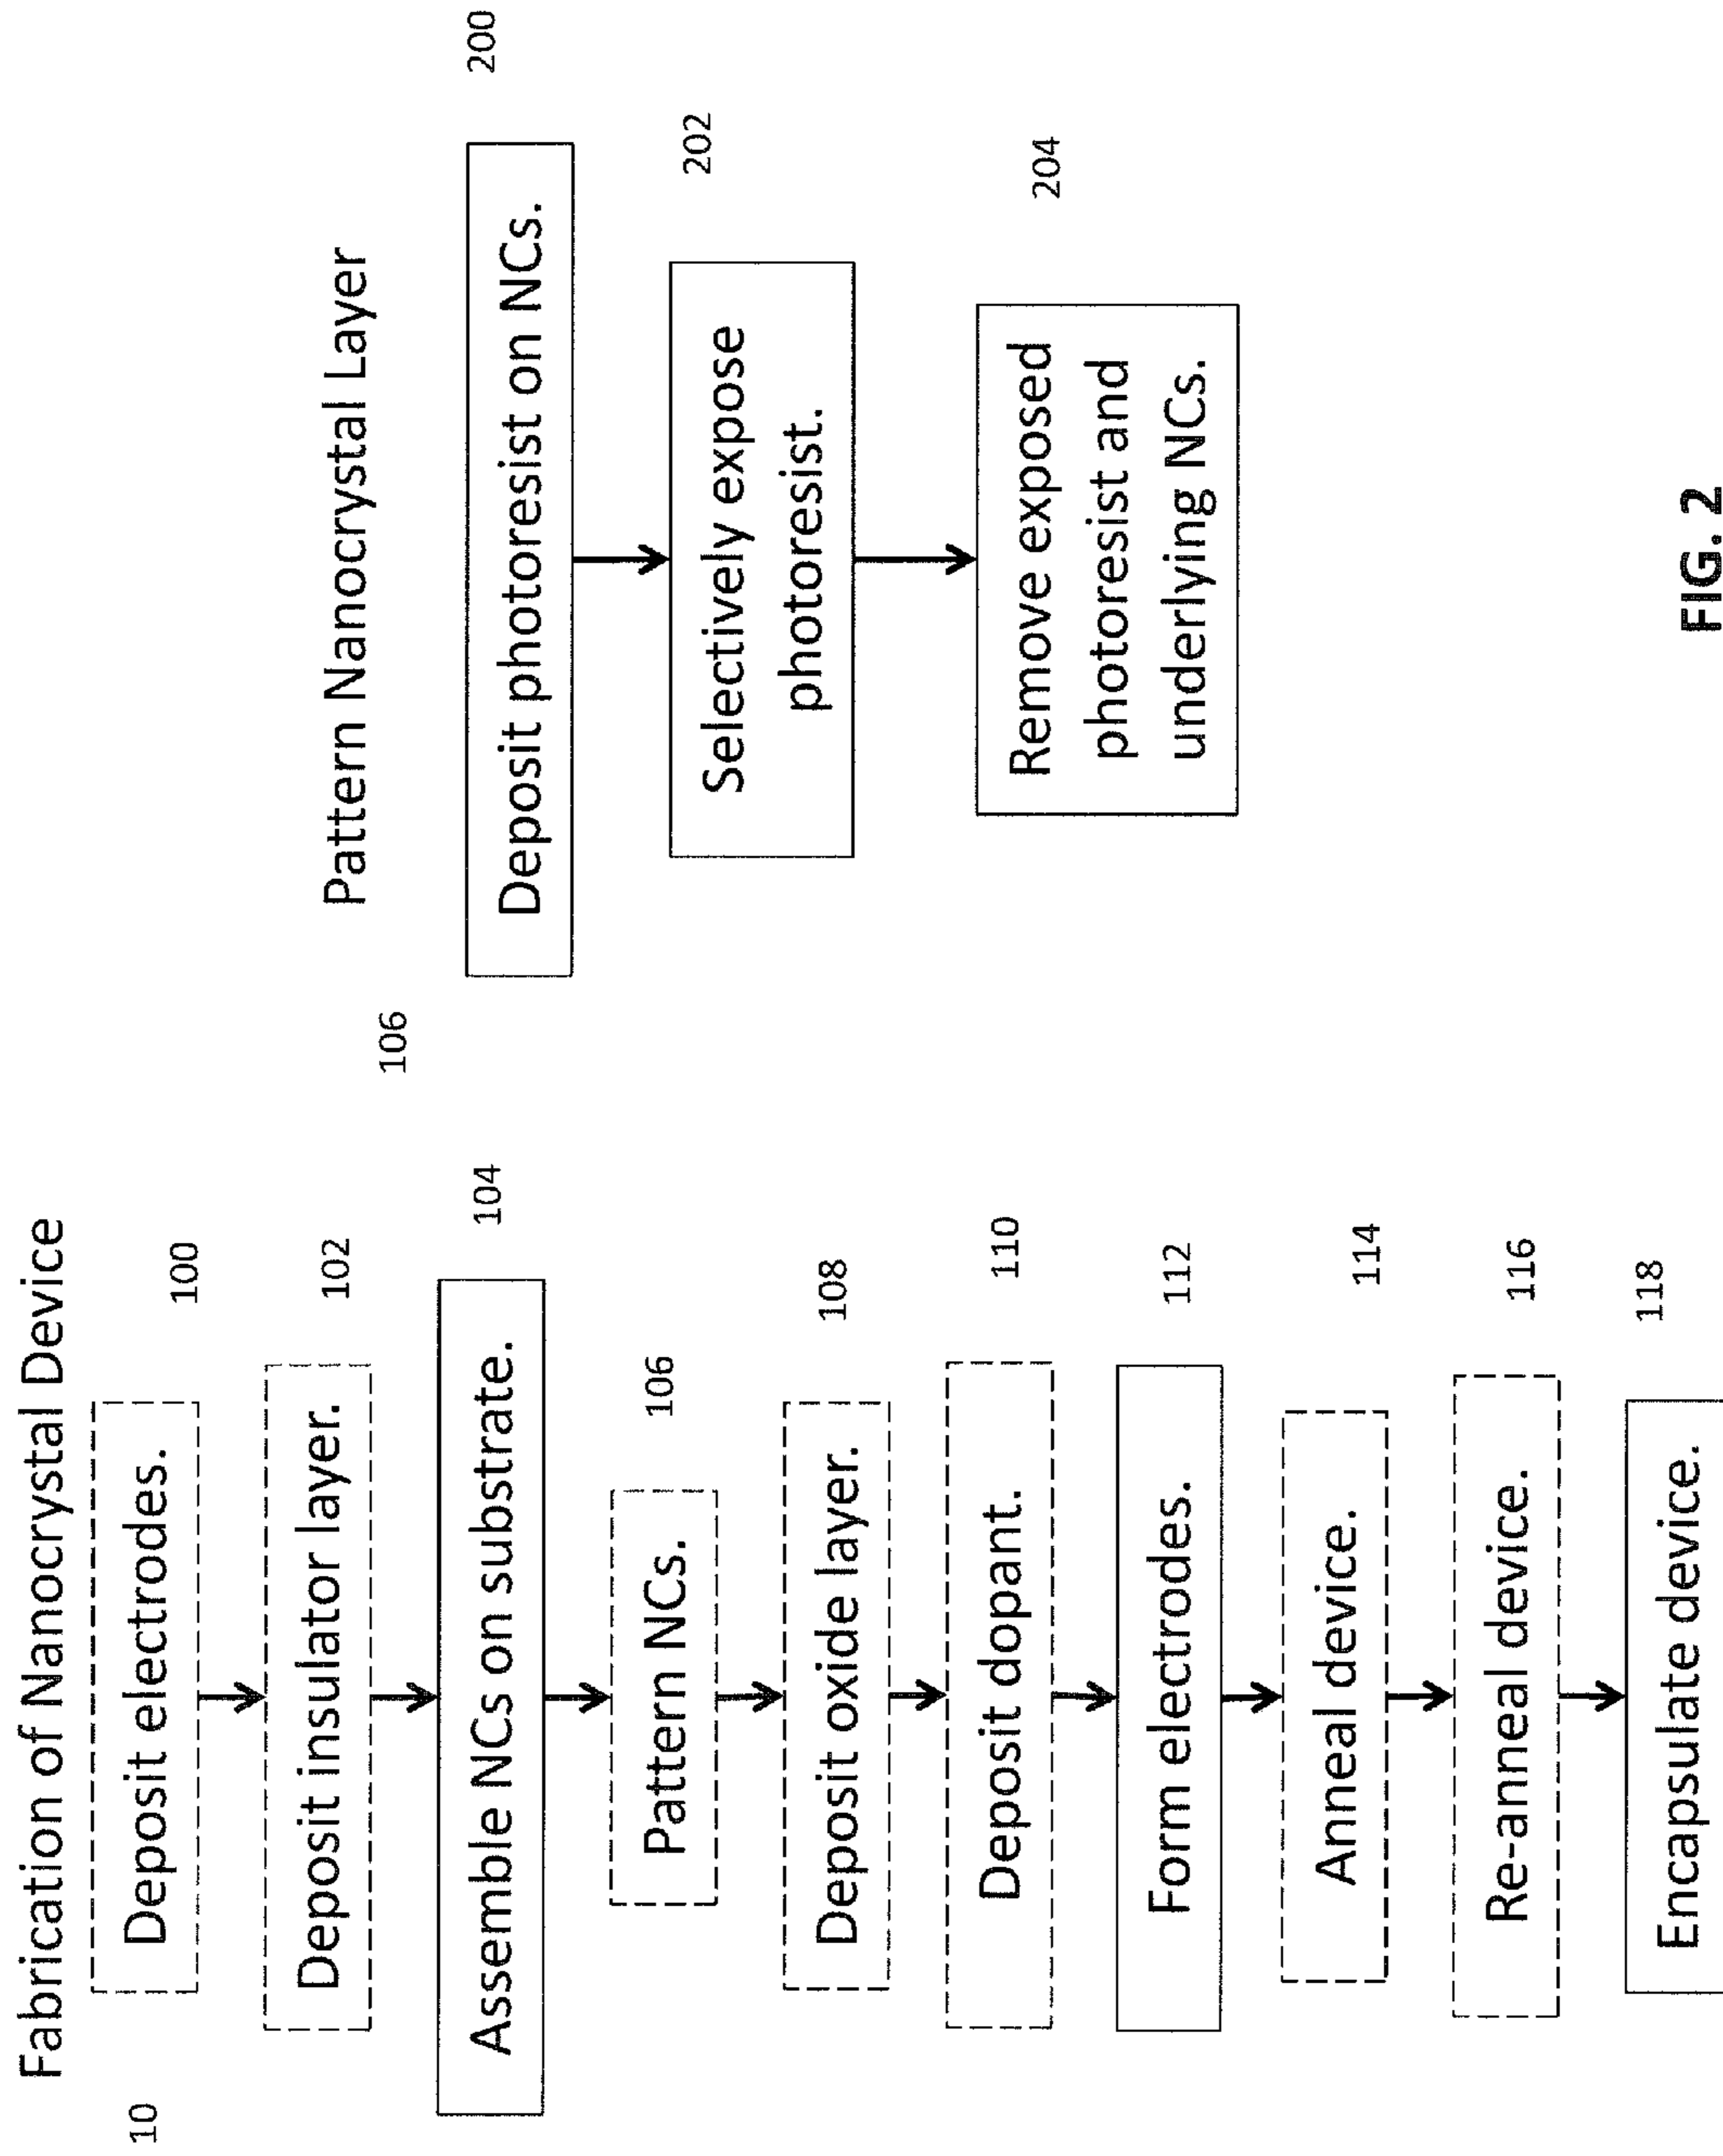 Fabrication of Nanocrystal Device
10
Deposit electrodes.
100
Deposit insulator layer.
102
Assemble NCs on substrate.
104
Pattern NCs.
106
Deposit oxide layer.
108
Deposit dopant.
110
Form electrodes.
112
Anneal device.
114
Re-anneal device.
116
Encapsulate device.
118
Pattern Nanocrystal Layer
106
Deposit photoresist on NCs.
200
Selectively expose
photoresist.
202
Remove exposed
photoresist and
underlying NCs.
204
FIG. 2